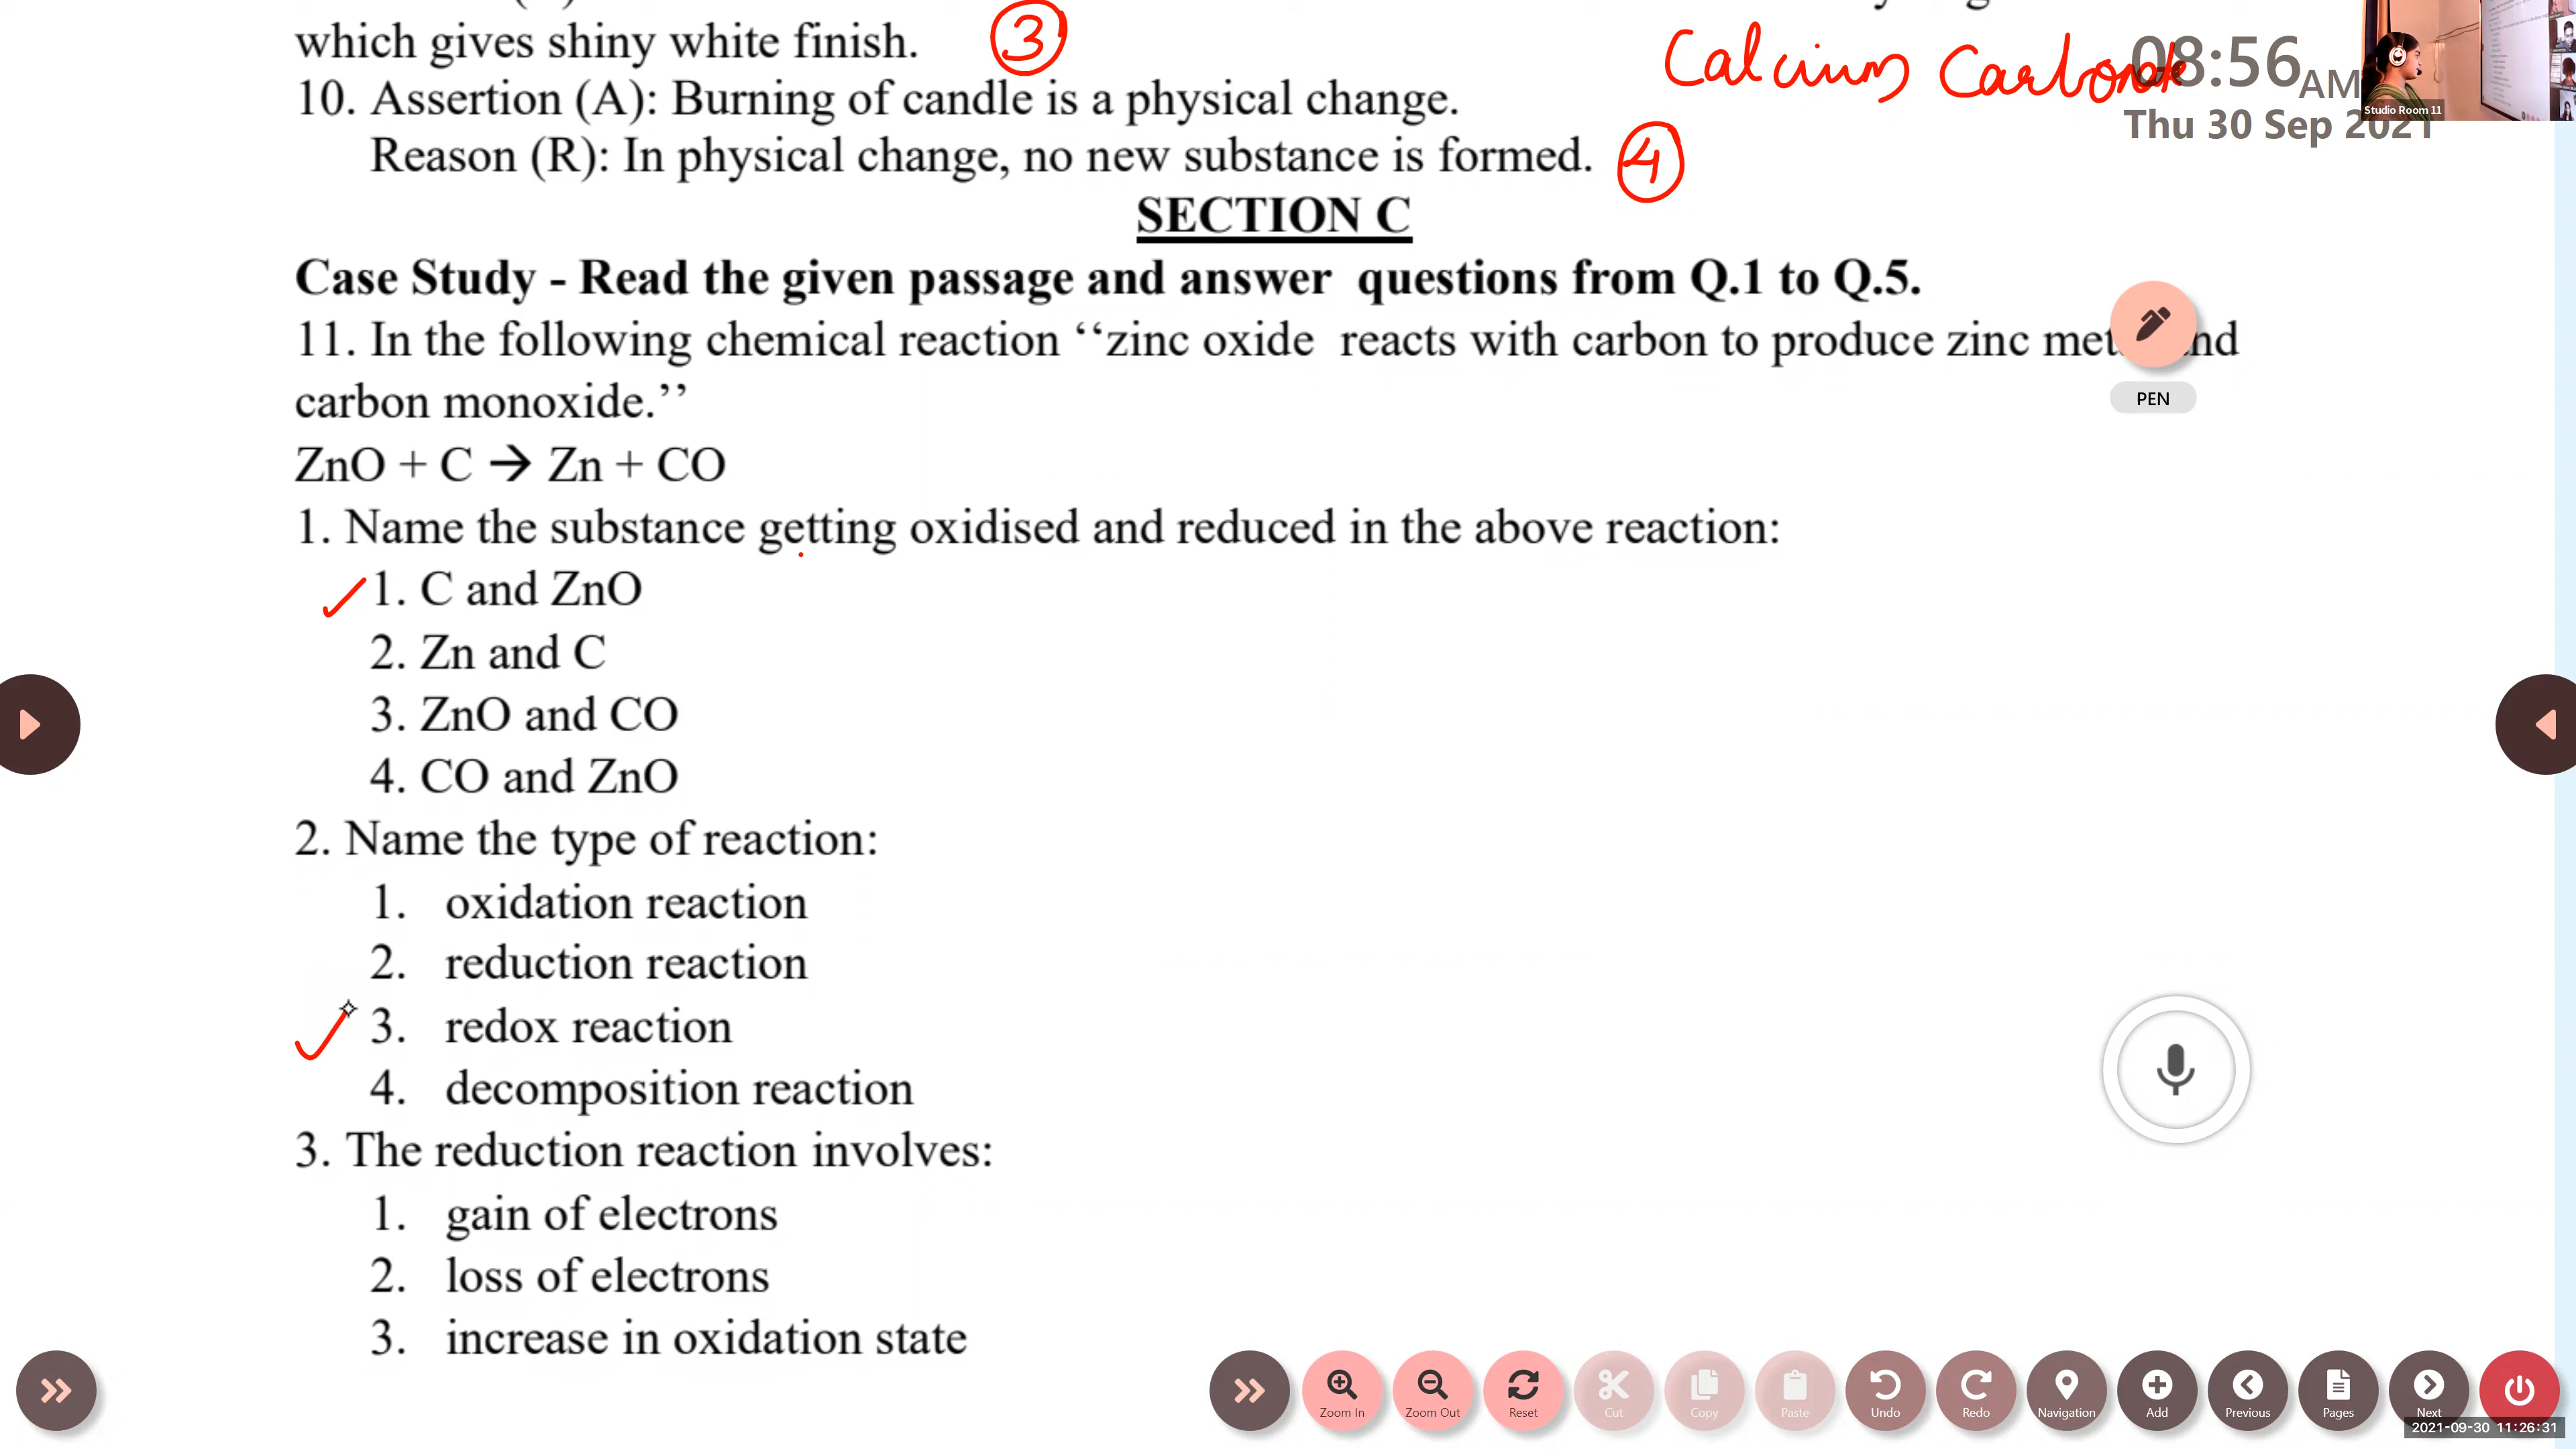 which gives shiny white finish. 3
Calcium Carbonate
08:56 AM
Thu 30 Sep 2021
Studio Room 11
10. Assertion (A): Burning of candle is a physical change.
Reason (R): In physical change, no new substance is formed. 4
SECTION C
Case Study - Read the given passage and answer questions from Q.1 to Q.5.
11. In the following chemical reaction ‘‘zinc oxide reacts with carbon to produce zinc met nd
carbon monoxide.’’
PEN
ZnO + C → Zn + CO
1. Name the substance getting oxidised and reduced in the above reaction:
1. C and ZnO
2. Zn and C
3. ZnO and CO
4. CO and ZnO
2. Name the type of reaction:
1. oxidation reaction
2. reduction reaction
3. redox reaction
4. decomposition reaction
3. The reduction reaction involves:
1. gain of electrons
2. loss of electrons
3. increase in oxidation state
Zoom In Zoom Out Reset Cut Copy Paste Undo Redo Navigation Add Previous Pages Next
2021-09-30 11:26:31